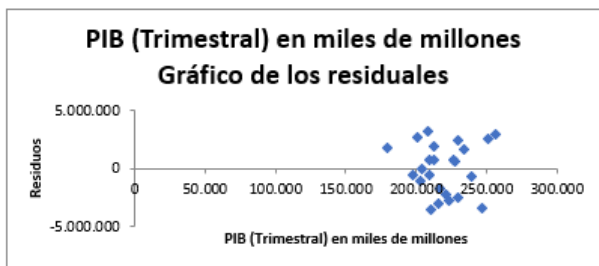 PIB (Trimestral) en miles de millones
Gráfico de los residuales
5.000.000
0
-5.000.000
Residuos
0 50.000 100.000 150.000 200.000 250.000 300.000
PIB (Trimestral) en miles de millones